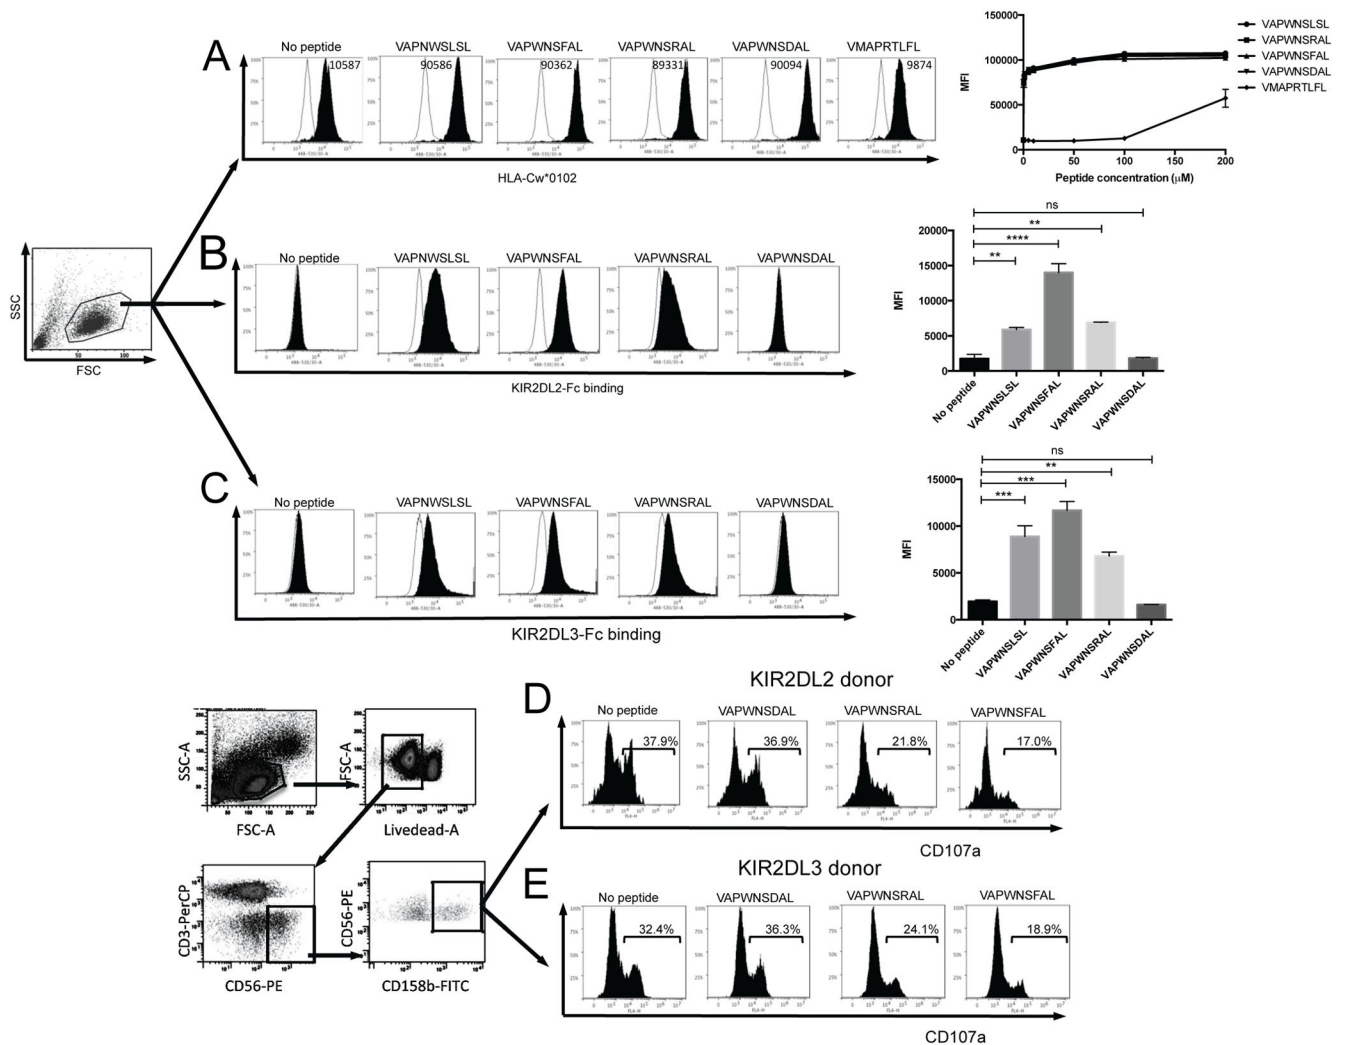 A
No peptide
VAPNWSLSL
VAPWNSFAL
VAPWNSRAL
VAPWNSDAL
VMAPRTLFL
10587
90586
90362
89331
90094
9874
HLA-Cw*0102
150000
100000
50000
0
MFI
0 50 100 150 200
Peptide concentration (μM)
VAPWNSLSL
VAPWNSRAL
VAPWNSFAL
VAPWNSDAL
VMAPRTLFL
SSC
50 100
FSC
B
No peptide
VAPNWSLSL
VAPWNSFAL
VAPWNSRAL
VAPWNSDAL
KIR2DL2-Fc binding
ns
**
****
**
20000
15000
10000
5000
0
MFI
No peptide
VAPWNSLSL
VAPWNSFAL
VAPWNSRAL
VAPWNSDAL
C
No peptide
VAPNWSLSL
VAPWNSFAL
VAPWNSRAL
VAPWNSDAL
KIR2DL3-Fc binding
ns
**
***
***
15000
10000
5000
0
MFI
No peptide
VAPWNSLSL
VAPWNSFAL
VAPWNSRAL
VAPWNSDAL
SSC-A
FSC-A
FSC-A
Livedead-A
CD3-PerCP
CD56-PE
CD56-PE
CD158b-FITC
D
KIR2DL2 donor
No peptide
VAPWNSDAL
VAPWNSRAL
VAPWNSFAL
37.9%
36.9%
21.8%
17.0%
CD107a
E
KIR2DL3 donor
No peptide
VAPWNSDAL
VAPWNSRAL
VAPWNSFAL
32.4%
36.3%
24.1%
18.9%
CD107a